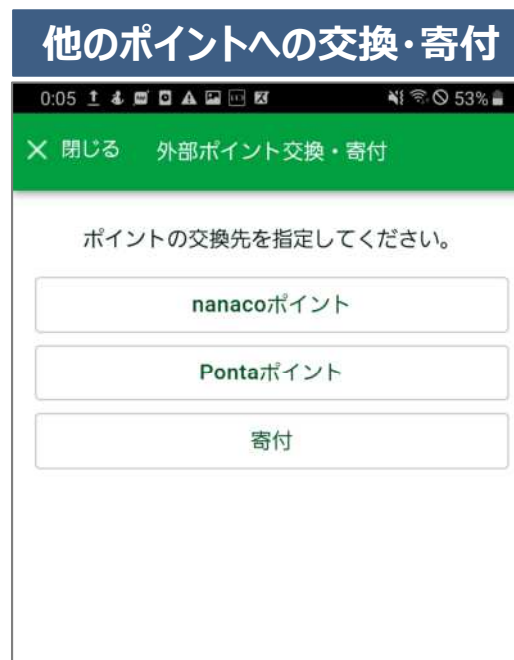 他のポイントへの交換・寄付
0:05 53%
× 閉じる 外部ポイント交換・寄付
ポイントの交換先を指定してください。
nanacoポイント
Pontaポイント
寄付